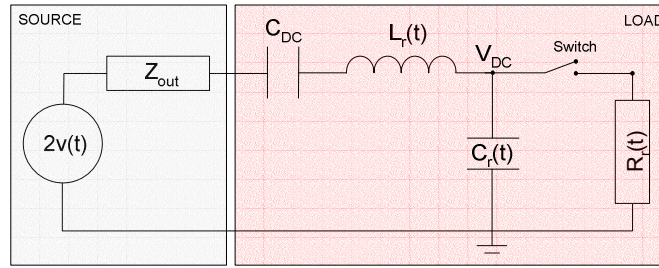 SOURCE
LOAD
C_DC
L_r(t)
V_DC
Switch
Z_out
2v(t)
C_r(t)
R_r(t)